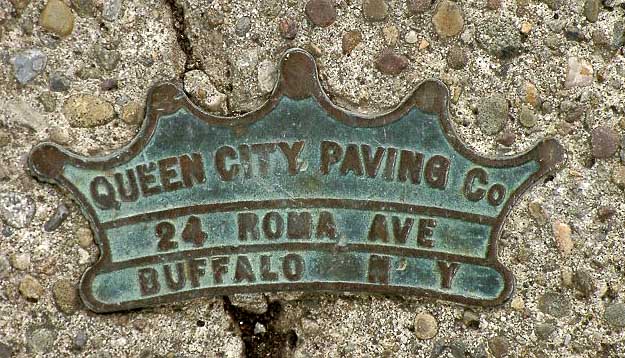 QUEEN CITY PAVING Co
24 ROMA AVE
BUFFALO N Y